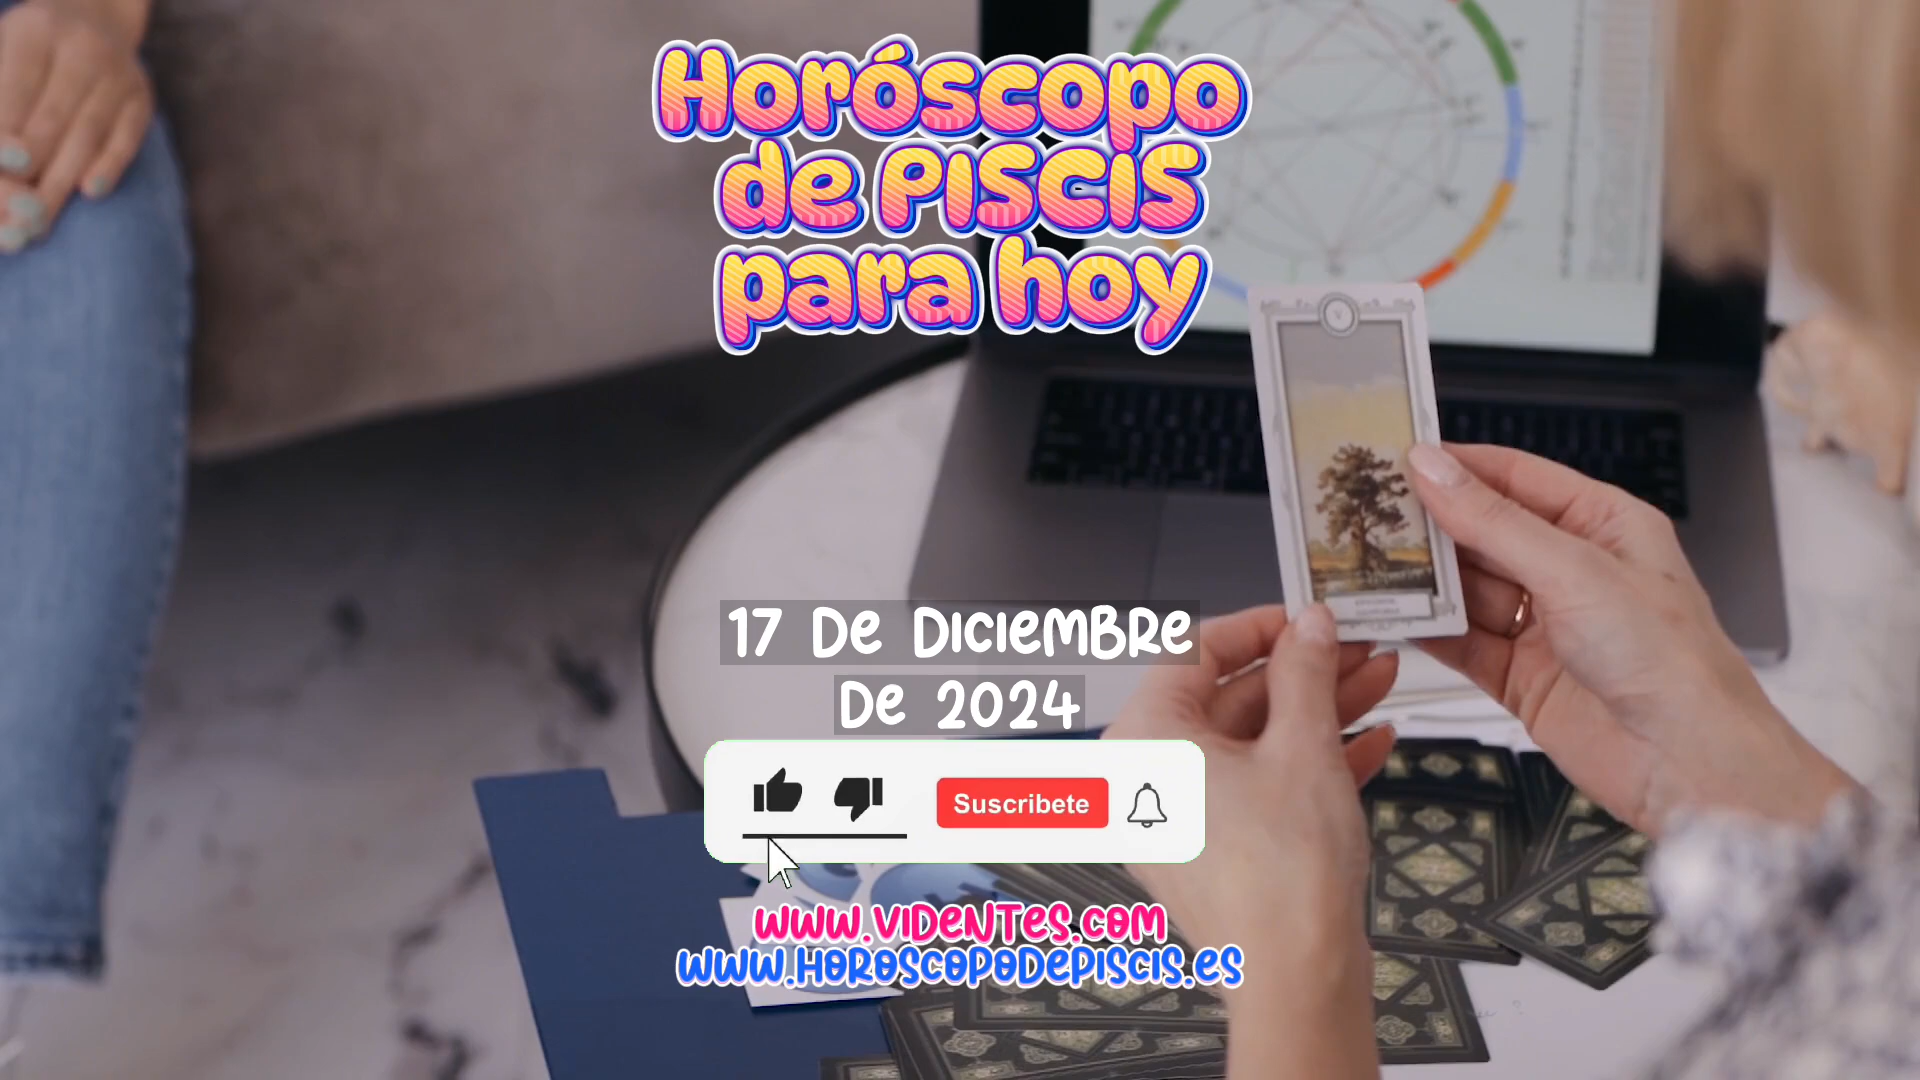 Horóscopo
de PISCIS
para hoy
V
17 DE DICIEMBRE
DE 2024
Suscribete
www.VIDENTES.COM
www.HOROSCOPODEPISCIS.ES